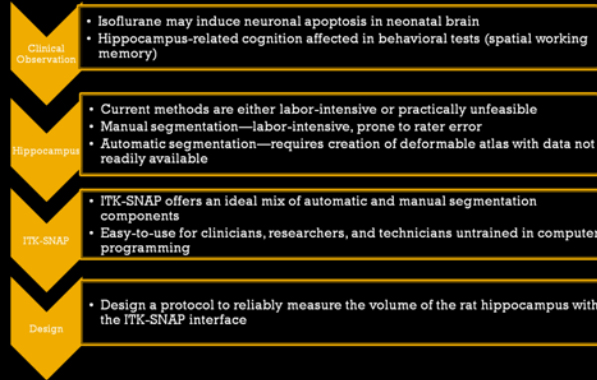 Clinical
Observation
• Isoflurane may induce neuronal apoptosis in neonatal brain
• Hippocampus-related cognition affected in behavioral tests (spatial working
memory)
Hippocampus
• Current methods are either labor-intensive or practically unfeasible
• Manual segmentation—labor-intensive, prone to rater error
• Automatic segmentation—requires creation of deformable atlas with data not
readily available
ITK-SNAP
• ITK-SNAP offers an ideal mix of automatic and manual segmentation
components
• Easy-to-use for clinicians, researchers, and technicians untrained in computer
programming
Design
• Design a protocol to reliably measure the volume of the rat hippocampus with
the ITK-SNAP interface